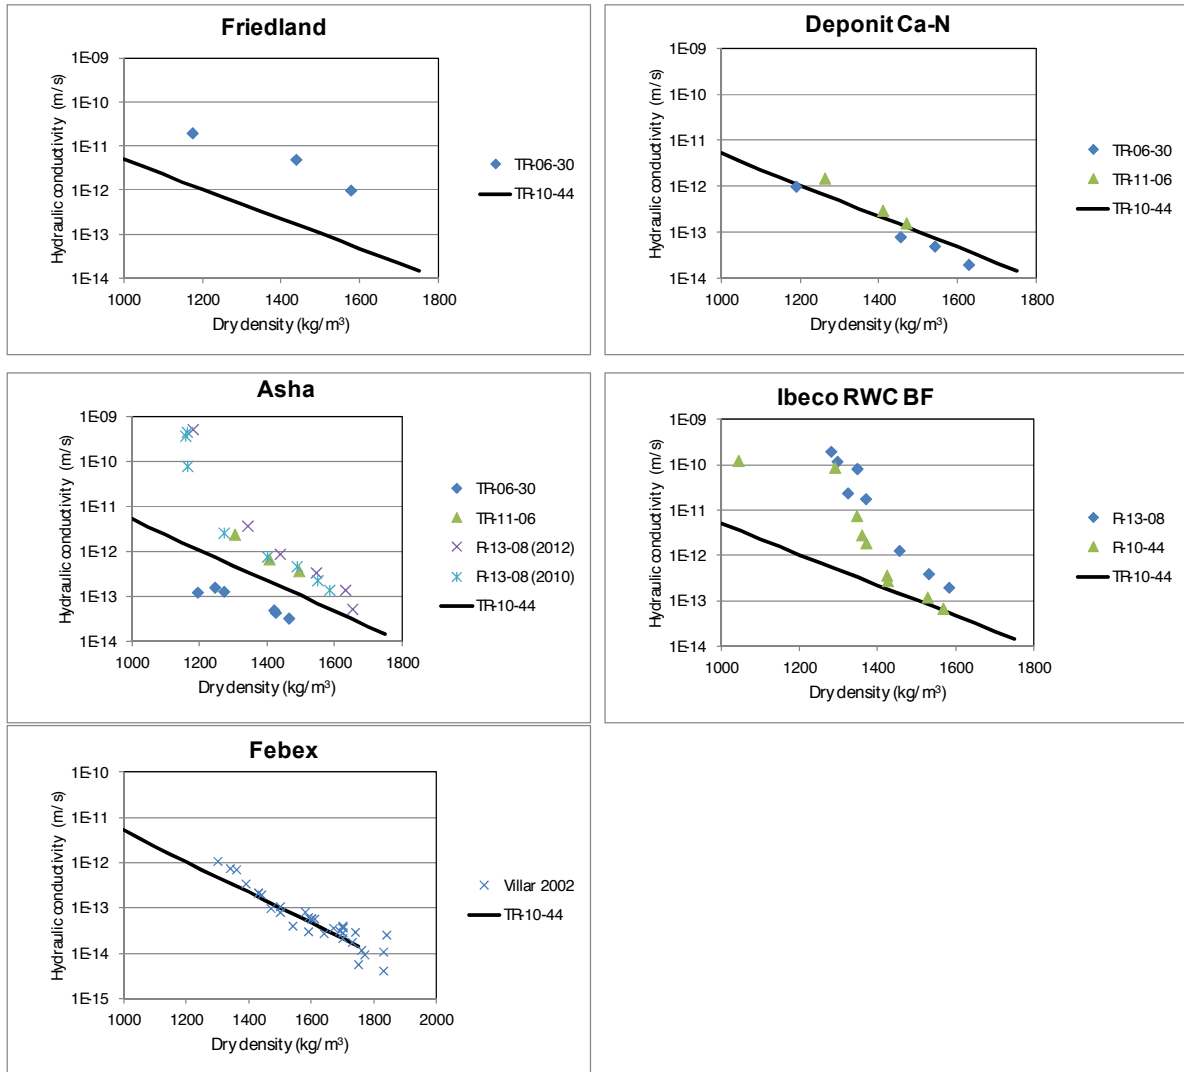 Friedland
1E-09
1E-10
1E-11
1E-12
1E-13
1E-14
Hydraulic conductivity (m/s)
1000 1200 1400 1600 1800
Dry density (kg/m³)
TR-06-30
TR-10-44
Deponit Ca-N
1E-09
1E-10
1E-11
1E-12
1E-13
1E-14
Hydraulic conductivity (m/s)
1000 1200 1400 1600 1800
Dry density (kg/m³)
TR-06-30
TR-11-06
TR-10-44
Asha
1E-09
1E-10
1E-11
1E-12
1E-13
1E-14
Hydraulic conductivity (m/s)
1000 1200 1400 1600 1800
Dry density (kg/m³)
TR-06-30
TR-11-06
R-13-08 (2012)
R-13-08 (2010)
TR-10-44
Ibeco RWC BF
1E-09
1E-10
1E-11
1E-12
1E-13
1E-14
Hydraulic conductivity (m/s)
1000 1200 1400 1600 1800
Dry density (kg/m³)
R-13-08
R-10-44
TR-10-44
Febex
1E-10
1E-11
1E-12
1E-13
1E-14
1E-15
Hydraulic conductivity (m/s)
1000 1200 1400 1600 1800 2000
Dry density (kg/m³)
Villar 2002
TR-10-44